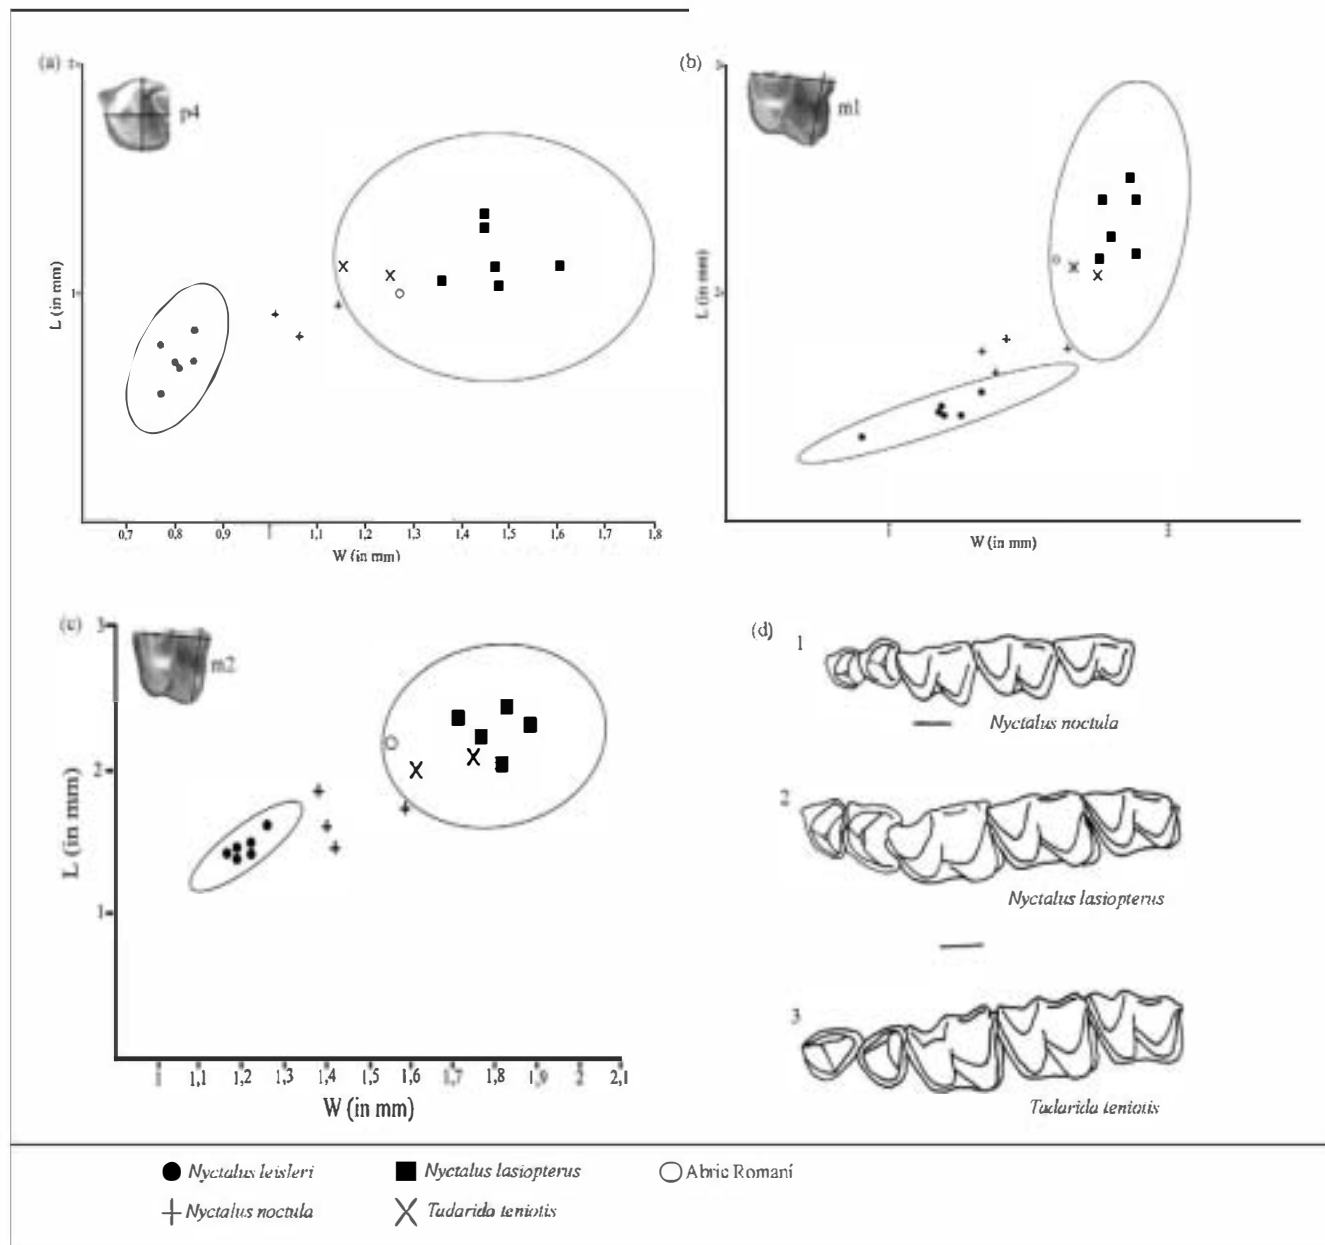 (a)
p4
L (in mm)
1
0,7 0,8 0,9 1 1,1 1,2 1,3 1,4 1,5 1,6 1,7 1,8
W (in mm)
(b)
3
m1
L (in mm)
2
1 2
W (in mm)
(c)
3
m2
L (in mm)
2
1
1 1,1 1,2 1,3 1,4 1,5 1,6 1,7 1,8 1,9 2 2,1
W (in mm)
(d)
1
Nyctalus noctula
2
Nyctalus lasiopterus
3
Tadarida teniotis
Nyctalus leisleri
Nyctalus lasiopterus
Abric Romaní
Nyctalus noctula
Tadarida teniotis